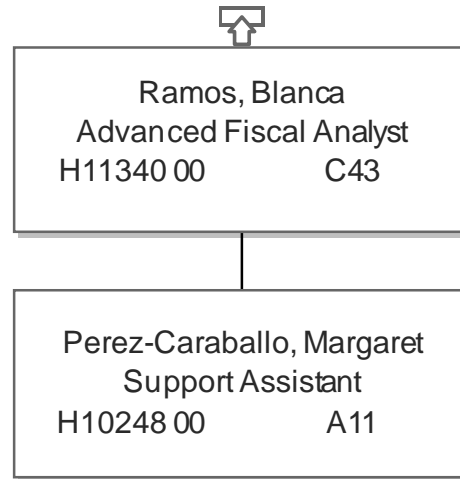 Ramos, Blanca
Advanced Fiscal Analyst
H11340 00 C43
Perez-Caraballo, Margaret
Support Assistant
H10248 00 A11